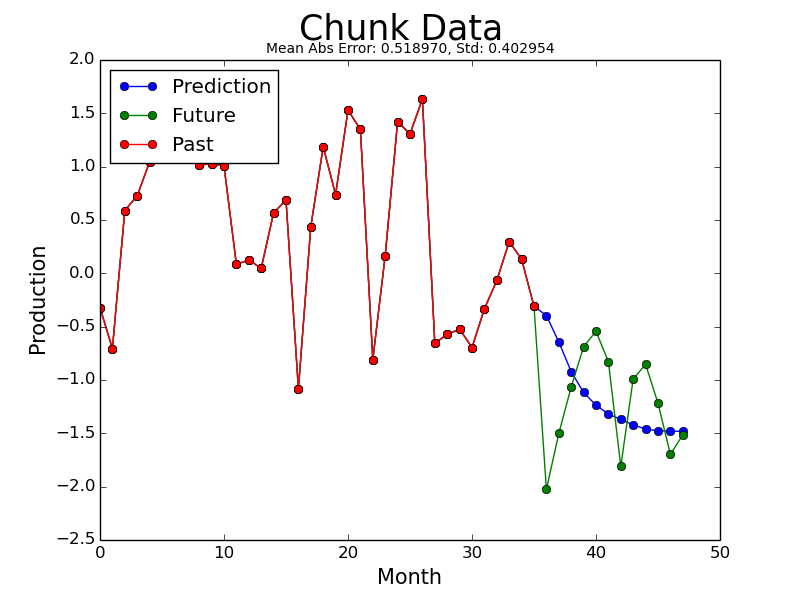 Chunk Data
Mean Abs Error: 0.518970, Std: 0.402954
2.0
1.5
1.0
0.5
0.0
−0.5
−1.0
−1.5
−2.0
−2.5
Production
Prediction
Future
Past
0 10 20 30 40 50
Month